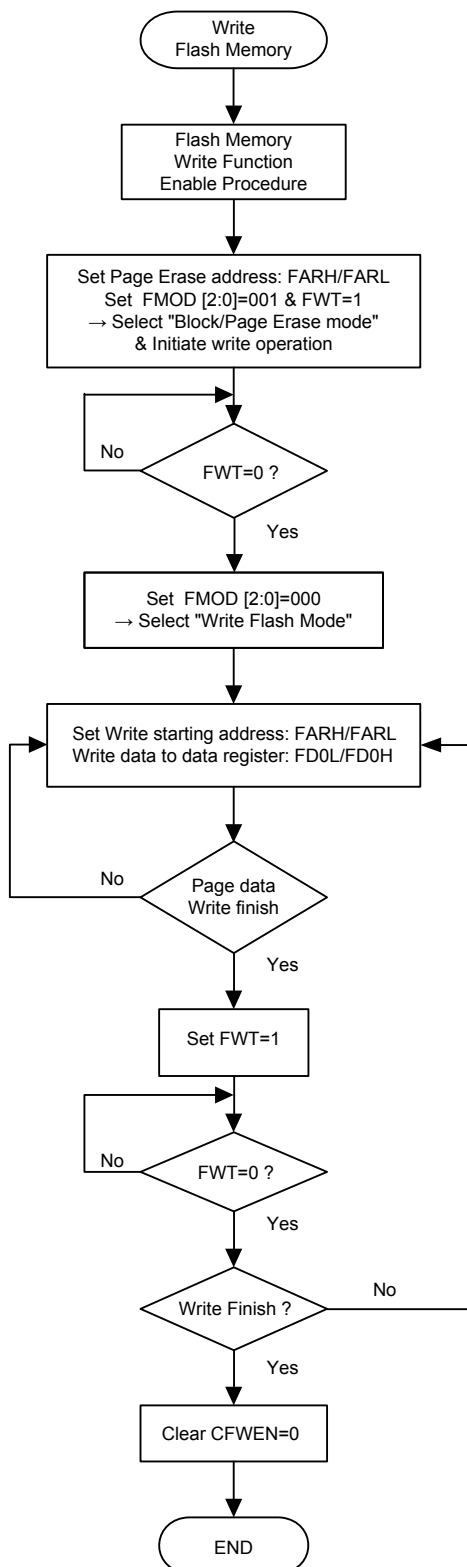 Write
Flash Memory
Flash Memory
Write Function
Enable Procedure
Set Page Erase address: FARH/FARL
Set FMOD [2:0]=001 & FWT=1
→ Select "Block/Page Erase mode"
& Initiate write operation
No
FWT=0 ?
Yes
Set FMOD [2:0]=000
→ Select "Write Flash Mode"
Set Write starting address: FARH/FARL
Write data to data register: FD0L/FD0H
No
Page data
Write finish
Yes
Set FWT=1
No
FWT=0 ?
Yes
Write Finish ?
No
Yes
Clear CFWEN=0
END